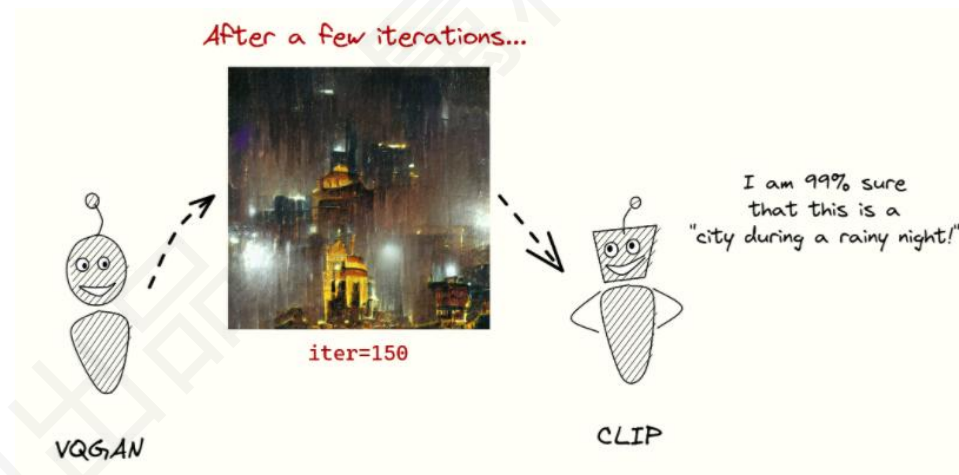 After a few iterations...
I am 99% sure
that this is a
"city during a rainy night!"
iter=150
CLIP
VQGAN